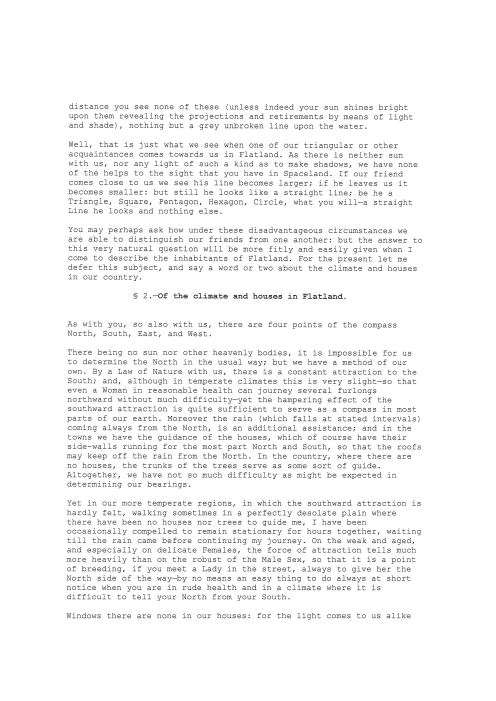 distance you see none of these (unless indeed your sun shines bright
upon them revealing the projections and retirements by means of light
and shade), nothing but a grey unbroken line upon the water.
Well, that is just what we see when one of our triangular or other
acquaintances comes towards us in Flatland. As there is neither sun
with us, nor any light of such a kind as to make shadows, we have none
of the helps to the sight that you have in Spaceland. If our friend
comes close to us we see his line becomes larger; if he leaves us it
becomes smaller: but still he looks like a straight line; be he a
Triangle, Square, Pentagon, Hexagon, Circle, what you will—a straight
Line he looks and nothing else.
You may perhaps ask how under these disadvantageous circumstances we
are able to distinguish our friends from one another: but the answer to
this very natural question will be more fitly and easily given when I
come to describe the inhabitants of Flatland. For the present let me
defer this subject, and say a word or two about the climate and houses
in our country.
§ 2.—Of the climate and houses in Flatland.
As with you, so also with us, there are four points of the compass
North, South, East, and West.
There being no sun nor other heavenly bodies, it is impossible for us
to determine the North in the usual way; but we have a method of our
own. By a Law of Nature with us, there is a constant attraction to the
South; and, although in temperate climates this is very slight—so that
even a Woman in reasonable health can journey several furlongs
northward without much difficulty—yet the hampering effect of the
southward attraction is quite sufficient to serve as a compass in most
parts of our earth. Moreover the rain (which falls at stated intervals)
coming always from the North, is an additional assistance; and in the
towns we have the guidance of the houses, which of course have their
side-walls running for the most part North and South, so that the roofs
may keep off the rain from the North. In the country, where there are
no houses, the trunks of the trees serve as some sort of guide.
Altogether, we have not so much difficulty as might be expected in
determining our bearings.
Yet in our more temperate regions, in which the southward attraction is
hardly felt, walking sometimes in a perfectly desolate plain where
there have been no houses nor trees to guide me, I have been
occasionally compelled to remain stationary for hours together, waiting
till the rain came before continuing my journey. On the weak and aged,
and especially on delicate Females, the force of attraction tells much
more heavily than on the robust of the Male Sex, so that it is a point
of breeding, if you meet a Lady in the street, always to give her the
North side of the way—by no means an easy thing to do always at short
notice when you are in rude health and in a climate where it is
difficult to tell your North from your South.
Windows there are none in our houses: for the light comes to us alike